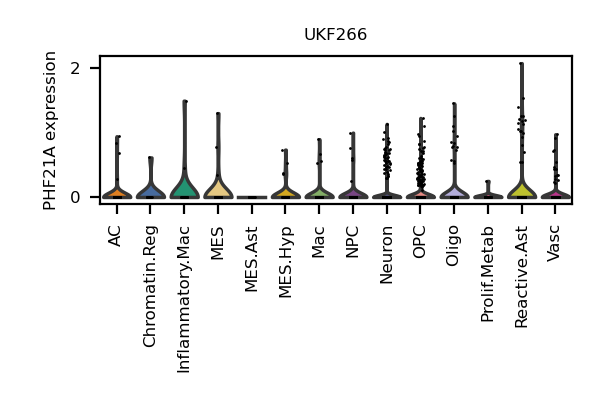 UKF266
PHF21A expression
2
0
AC
Chromatin.Reg
Inflammatory.Mac
MES
MES.Ast
MES.Hyp
Mac
NPC
Neuron
OPC
Oligo
Prolif.Metab
Reactive.Ast
Vasc